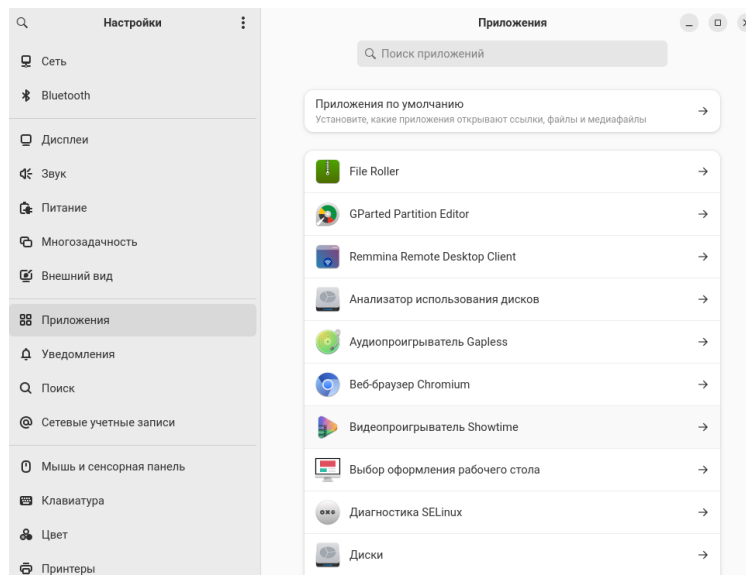 Настройки
Сеть
Bluetooth
Дисплеи
Звук
Питание
Многозадачность
Внешний вид
Приложения
Уведомления
Поиск
Сетевые учетные записи
Мышь и сенсорная панель
Клавиатура
Цвет
Принтеры
Приложения
Поиск приложений
Приложения по умолчанию
Установите, какие приложения открывают ссылки, файлы и медиафайлы
File Roller
GParted Partition Editor
Remmina Remote Desktop Client
Анализатор использования дисков
Аудиопроигрыватель Gapless
Веб-браузер Chromium
Видеопроигрыватель Showtime
Выбор оформления рабочего стола
Диагностика SELinux
Диски